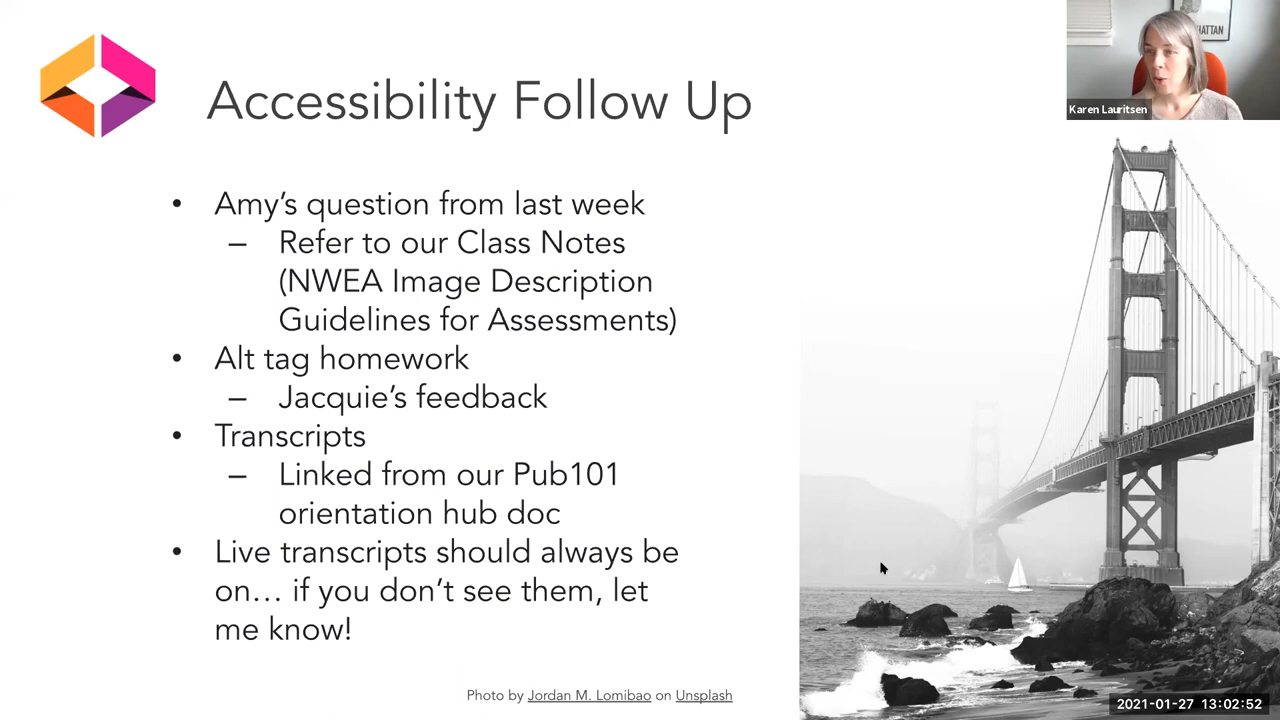 Accessibility Follow Up
HATTAN
Karen Lauritsen
• Amy’s question from last week
– Refer to our Class Notes
(NWEA Image Description
Guidelines for Assessments)
• Alt tag homework
– Jacquie’s feedback
• Transcripts
– Linked from our Pub101
orientation hub doc
• Live transcripts should always be
on… if you don’t see them, let
me know!
Photo by Jordan M. Lomibao on Unsplash
2021-01-27 13:02:52